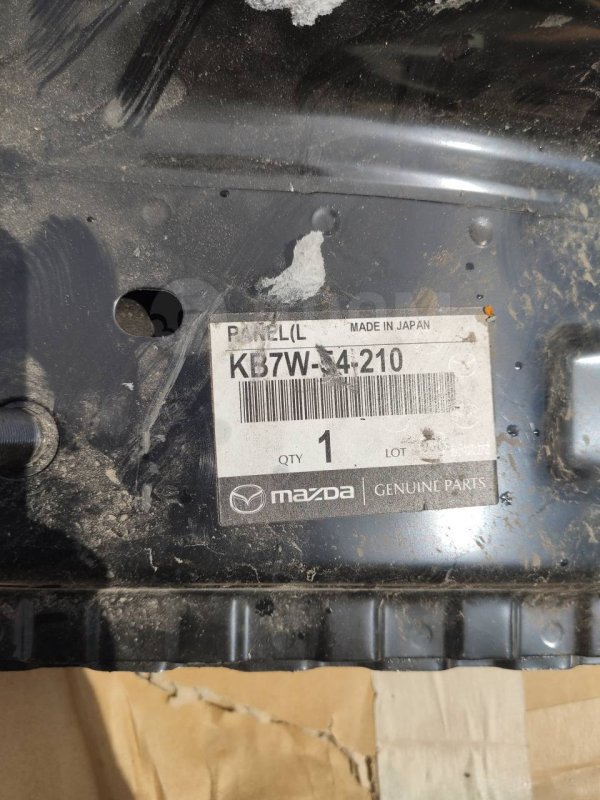 PANEL(L MADE IN JAPAN
KB7W-54-210
QTY 1 LOT
mazda GENUINE PARTS